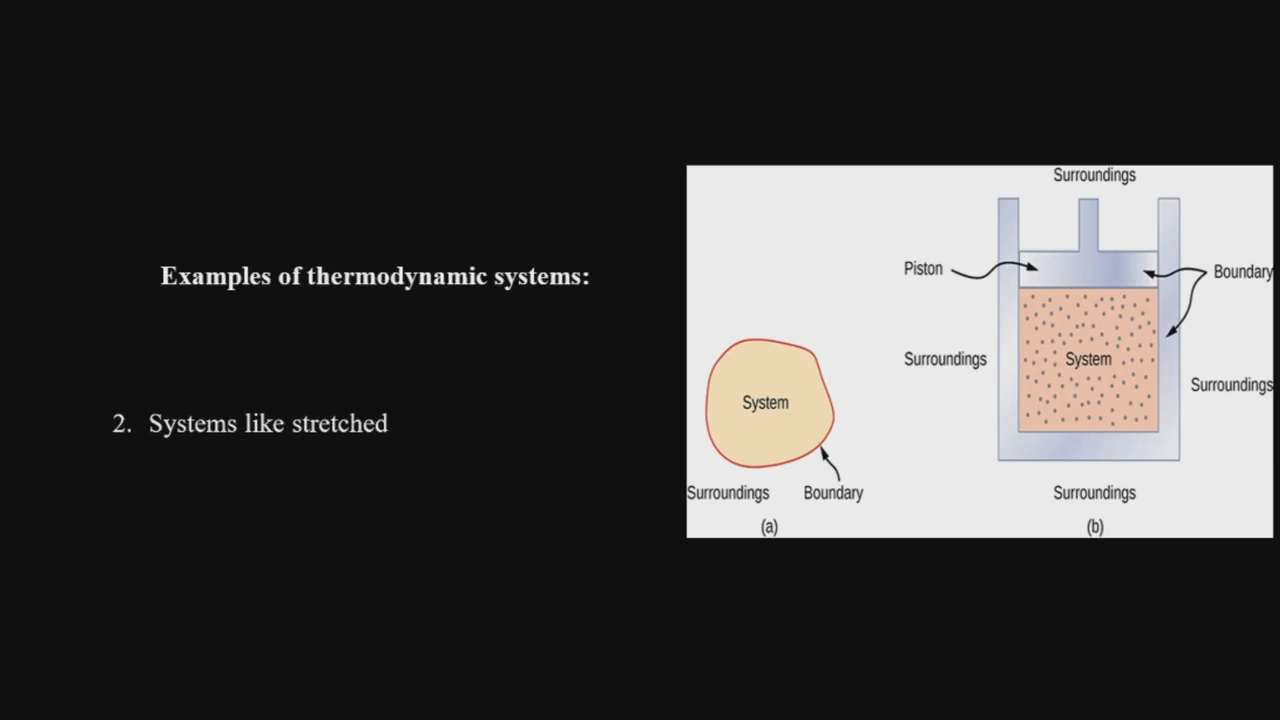 Examples of thermodynamic systems:
2. Systems like stretched
Surroundings
Piston
Boundary
System
Surroundings
Surroundings
System
Surroundings
Boundary
Surroundings
(a)
(b)